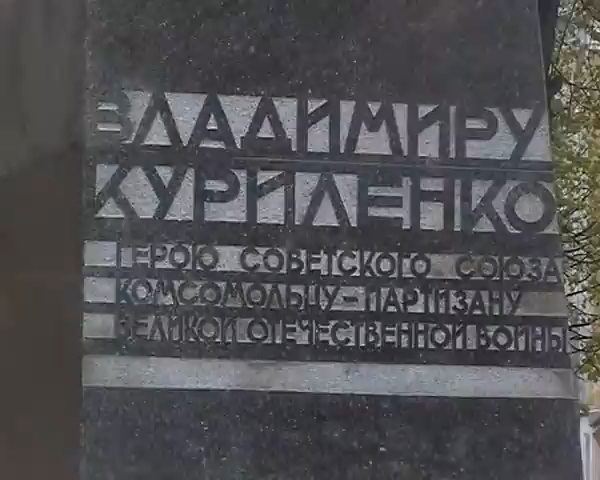 ВЛАДИМИРУ
КУРИЛЕНКО
ГЕРОЮ СОВЕТСКОГО СОЮЗА
КОМСОМОЛЬЦУ-ПАРТИЗАНУ
ВЕЛИКОЙ ОТЕЧЕСТВЕННОЙ ВОЙНЫ